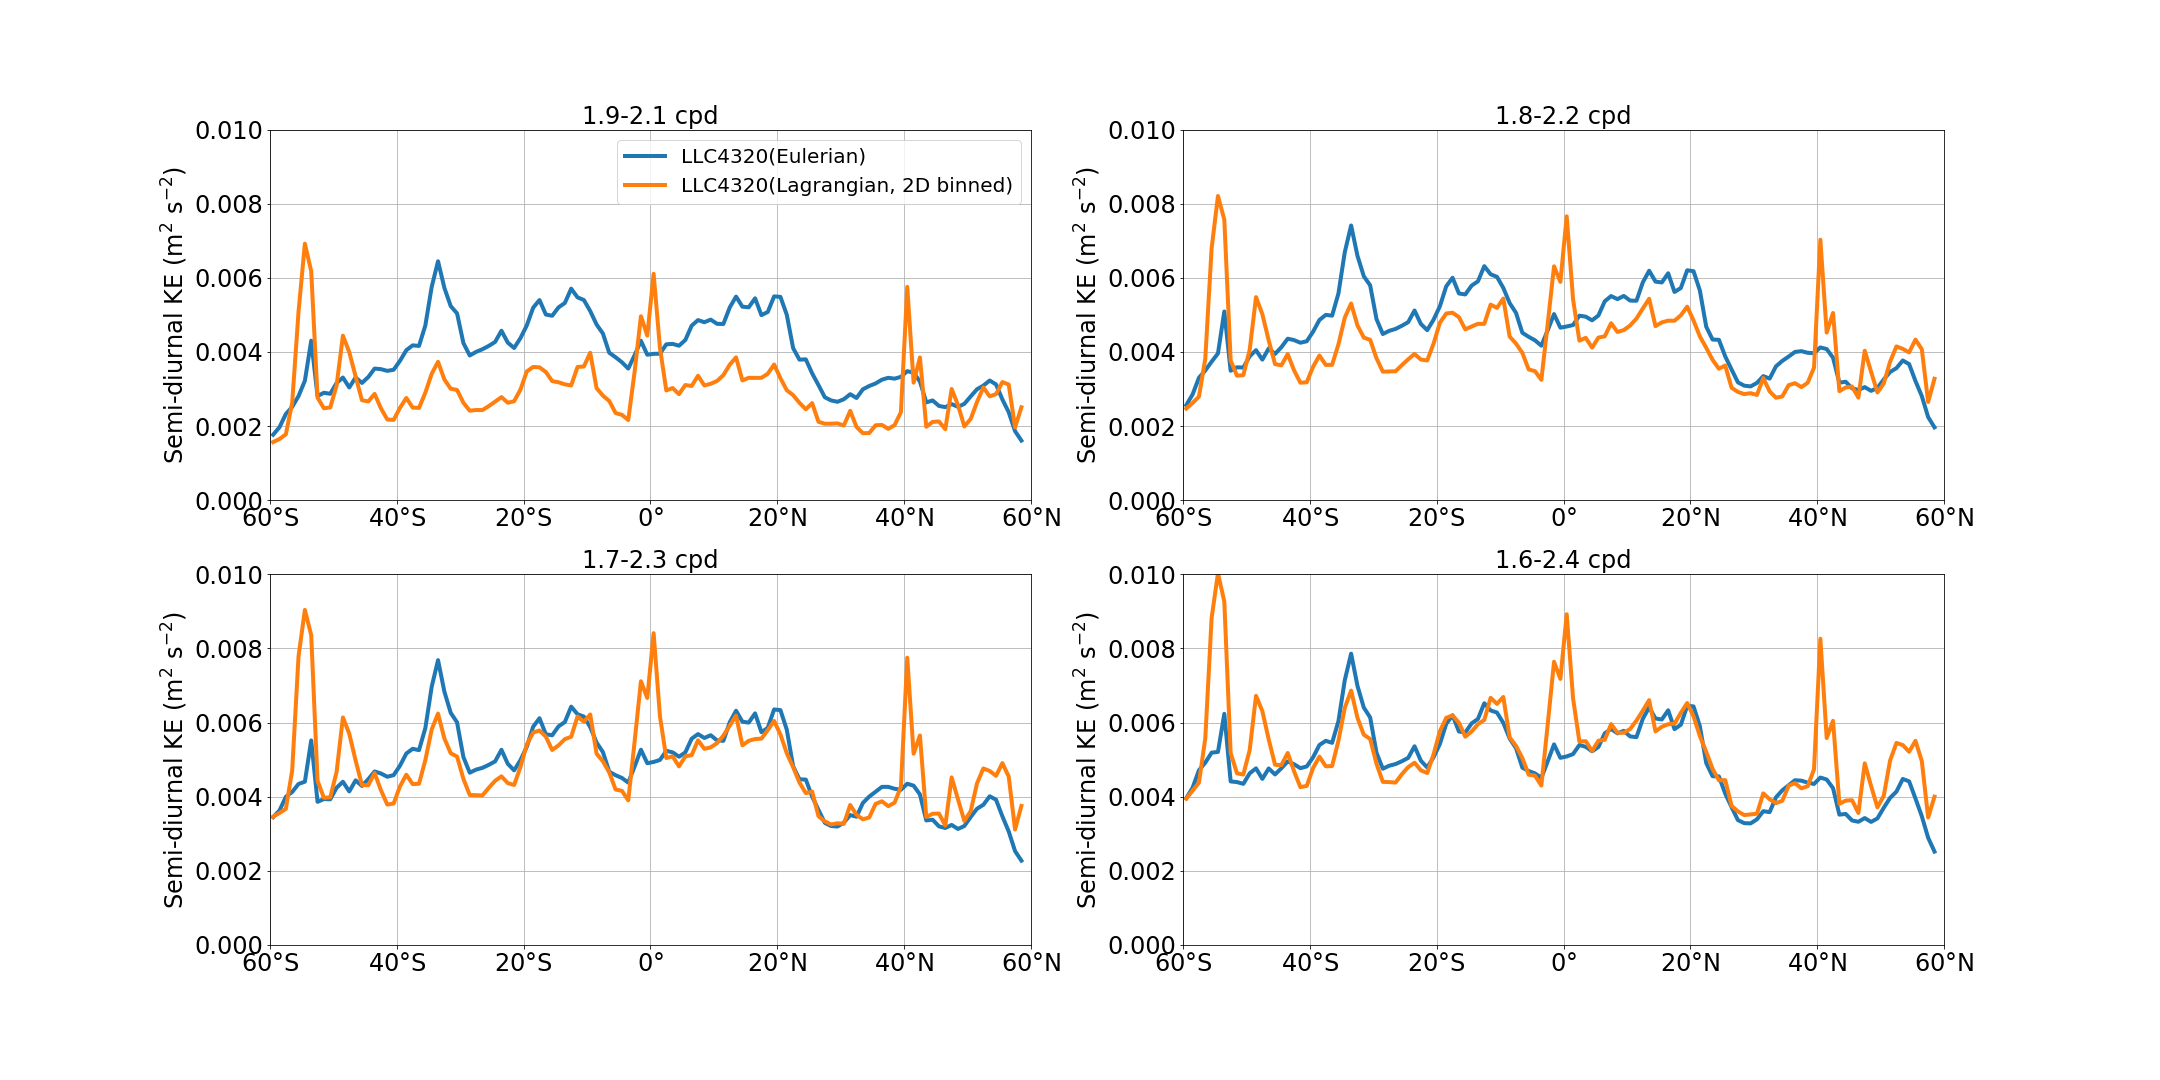 1.9-2.1 cpd
Semi-diurnal KE (m² s⁻²)
0.010
0.008
0.006
0.004
0.002
0.000
LLC4320(Eulerian)
LLC4320(Lagrangian, 2D binned)
60°S 40°S 20°S 0° 20°N 40°N 60°N
1.8-2.2 cpd
Semi-diurnal KE (m² s⁻²)
0.010
0.008
0.006
0.004
0.002
0.000
60°S 40°S 20°S 0° 20°N 40°N 60°N
1.7-2.3 cpd
Semi-diurnal KE (m² s⁻²)
0.010
0.008
0.006
0.004
0.002
0.000
60°S 40°S 20°S 0° 20°N 40°N 60°N
1.6-2.4 cpd
Semi-diurnal KE (m² s⁻²)
0.010
0.008
0.006
0.004
0.002
0.000
60°S 40°S 20°S 0° 20°N 40°N 60°N